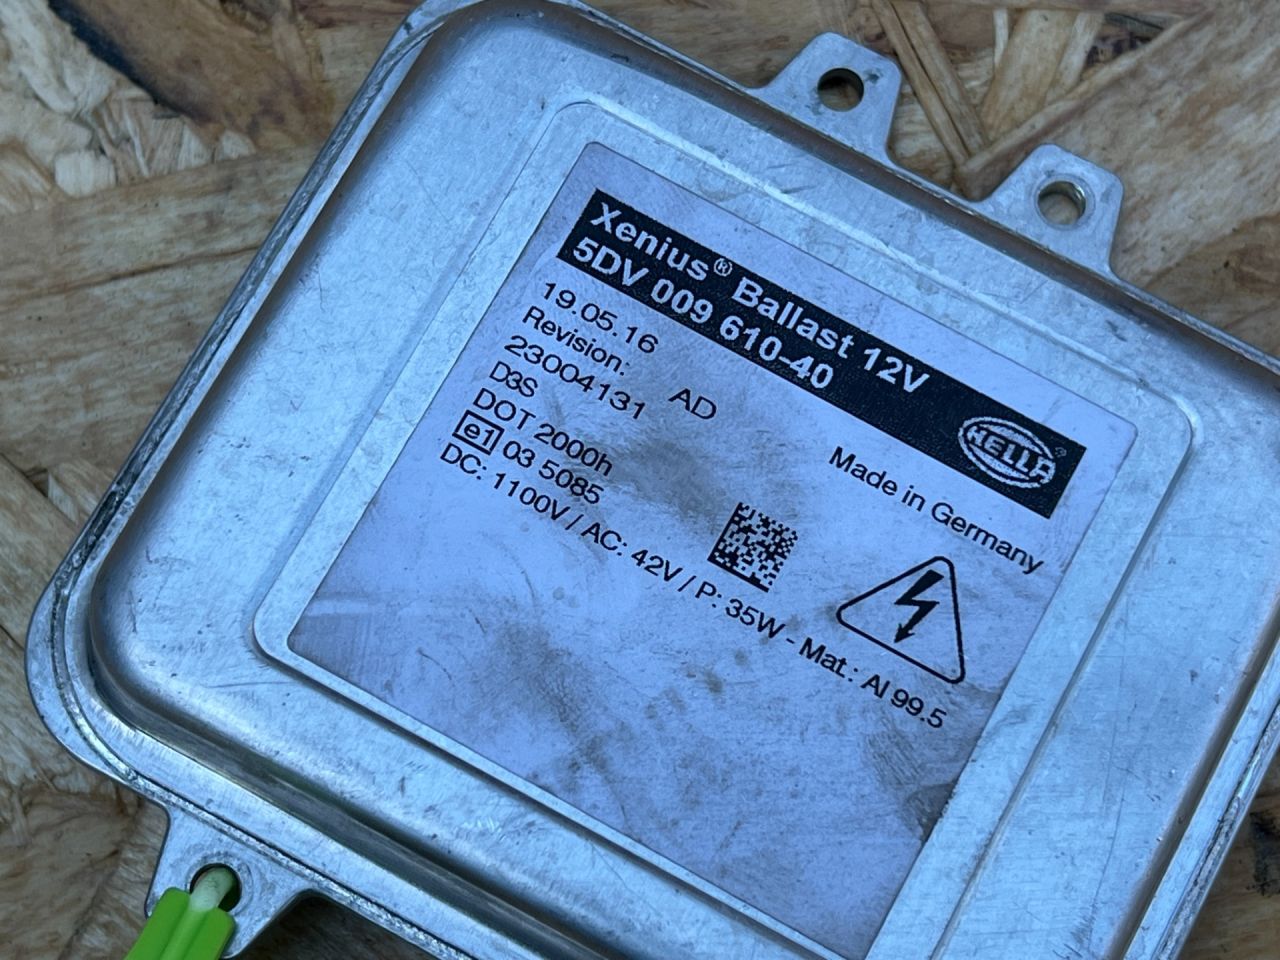 Xenius® Ballast 12V
5DV 009 610-40
HELLA®
19.05.16
Revision: AD
23004131
Made in Germany
D3S
DOT 2000h
e1 03 5085
DC: 1100V / AC: 42V / P: 35W - Mat.: Al 99.5